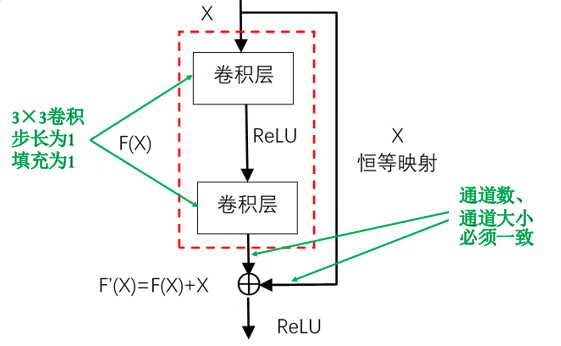 X
卷积层
3×3卷积
步长为1
填充为1
F(X)
ReLU
X
恒等映射
卷积层
通道数、
通道大小
必须一致
F'(X)=F(X)+X
ReLU